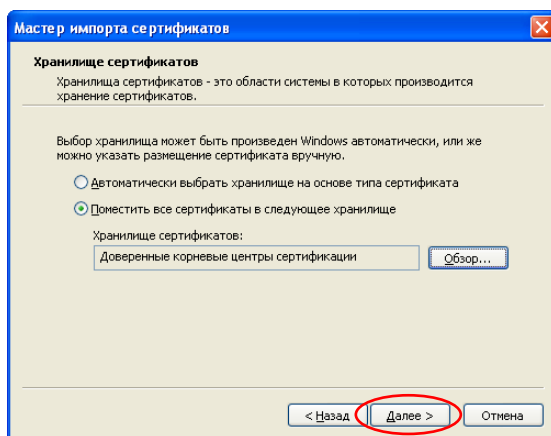 Мастер импорта сертификатов
Хранилище сертификатов
Хранилища сертификатов - это области системы в которых производится
хранение сертификатов.
Выбор хранилища может быть произведен Windows автоматически, или же
можно указать размещение сертификата вручную.
Автоматически выбрать хранилище на основе типа сертификата
Поместить все сертификаты в следующее хранилище
Хранилище сертификатов:
Доверенные корневые центры сертификации
Обзор...
< Назад
Далее >
Отмена